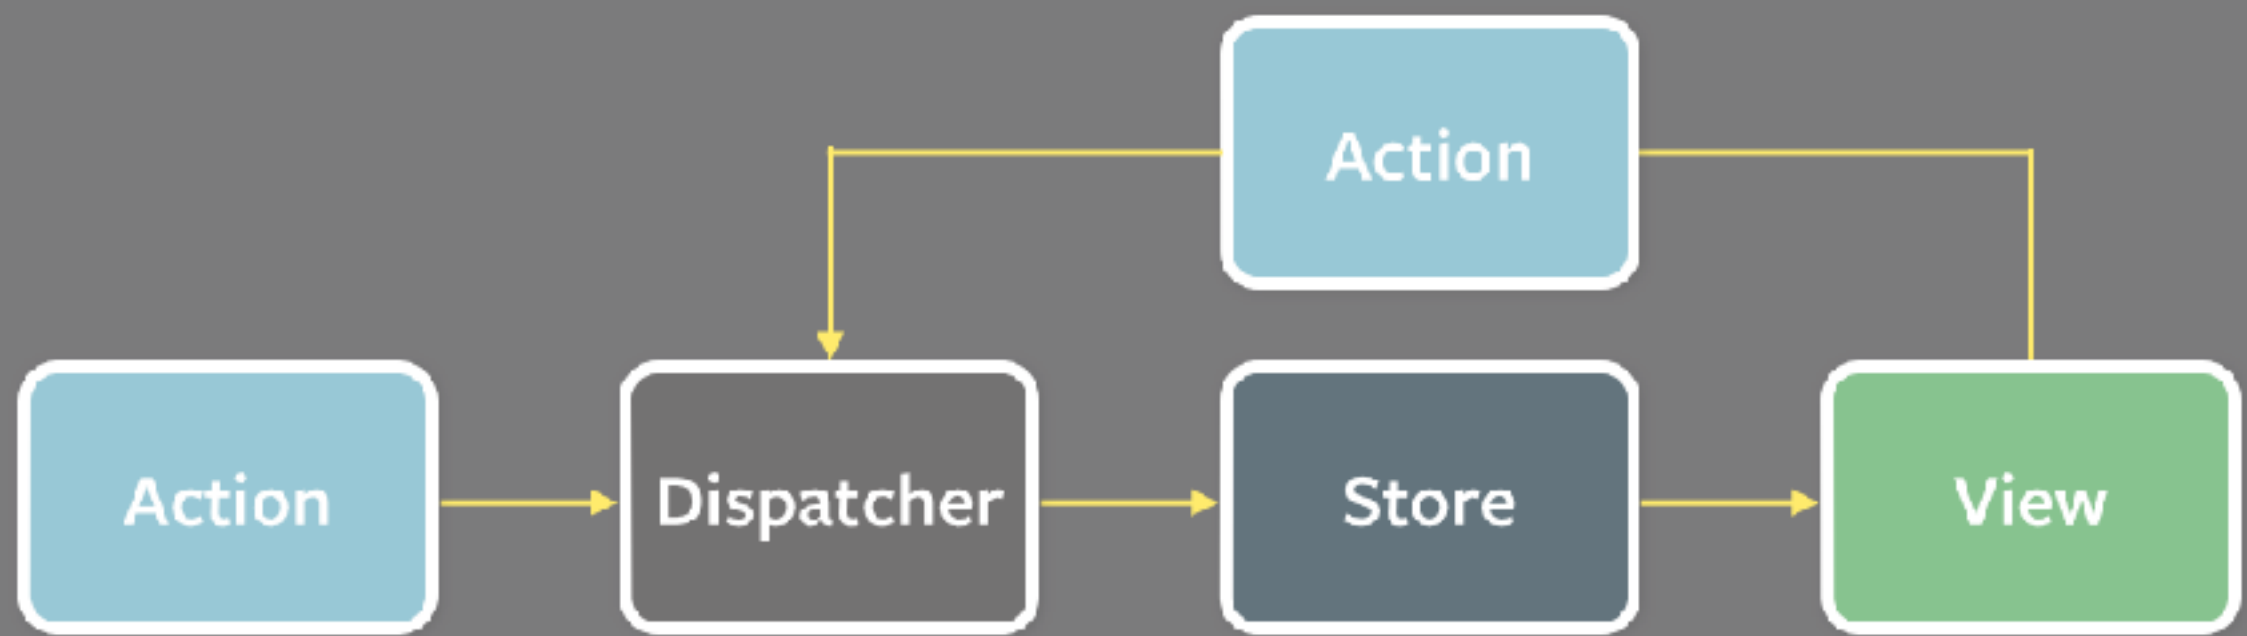 Action
Action
Dispatcher
Store
View